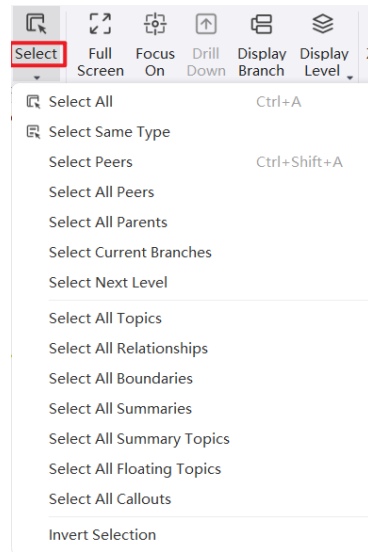 Select Full Focus Drill Display Display
Screen On Down Branch Level
Select All Ctrl+A
Select Same Type
Select Peers Ctrl+Shift+A
Select All Peers
Select All Parents
Select Current Branches
Select Next Level
Select All Topics
Select All Relationships
Select All Boundaries
Select All Summaries
Select All Summary Topics
Select All Floating Topics
Select All Callouts
Invert Selection